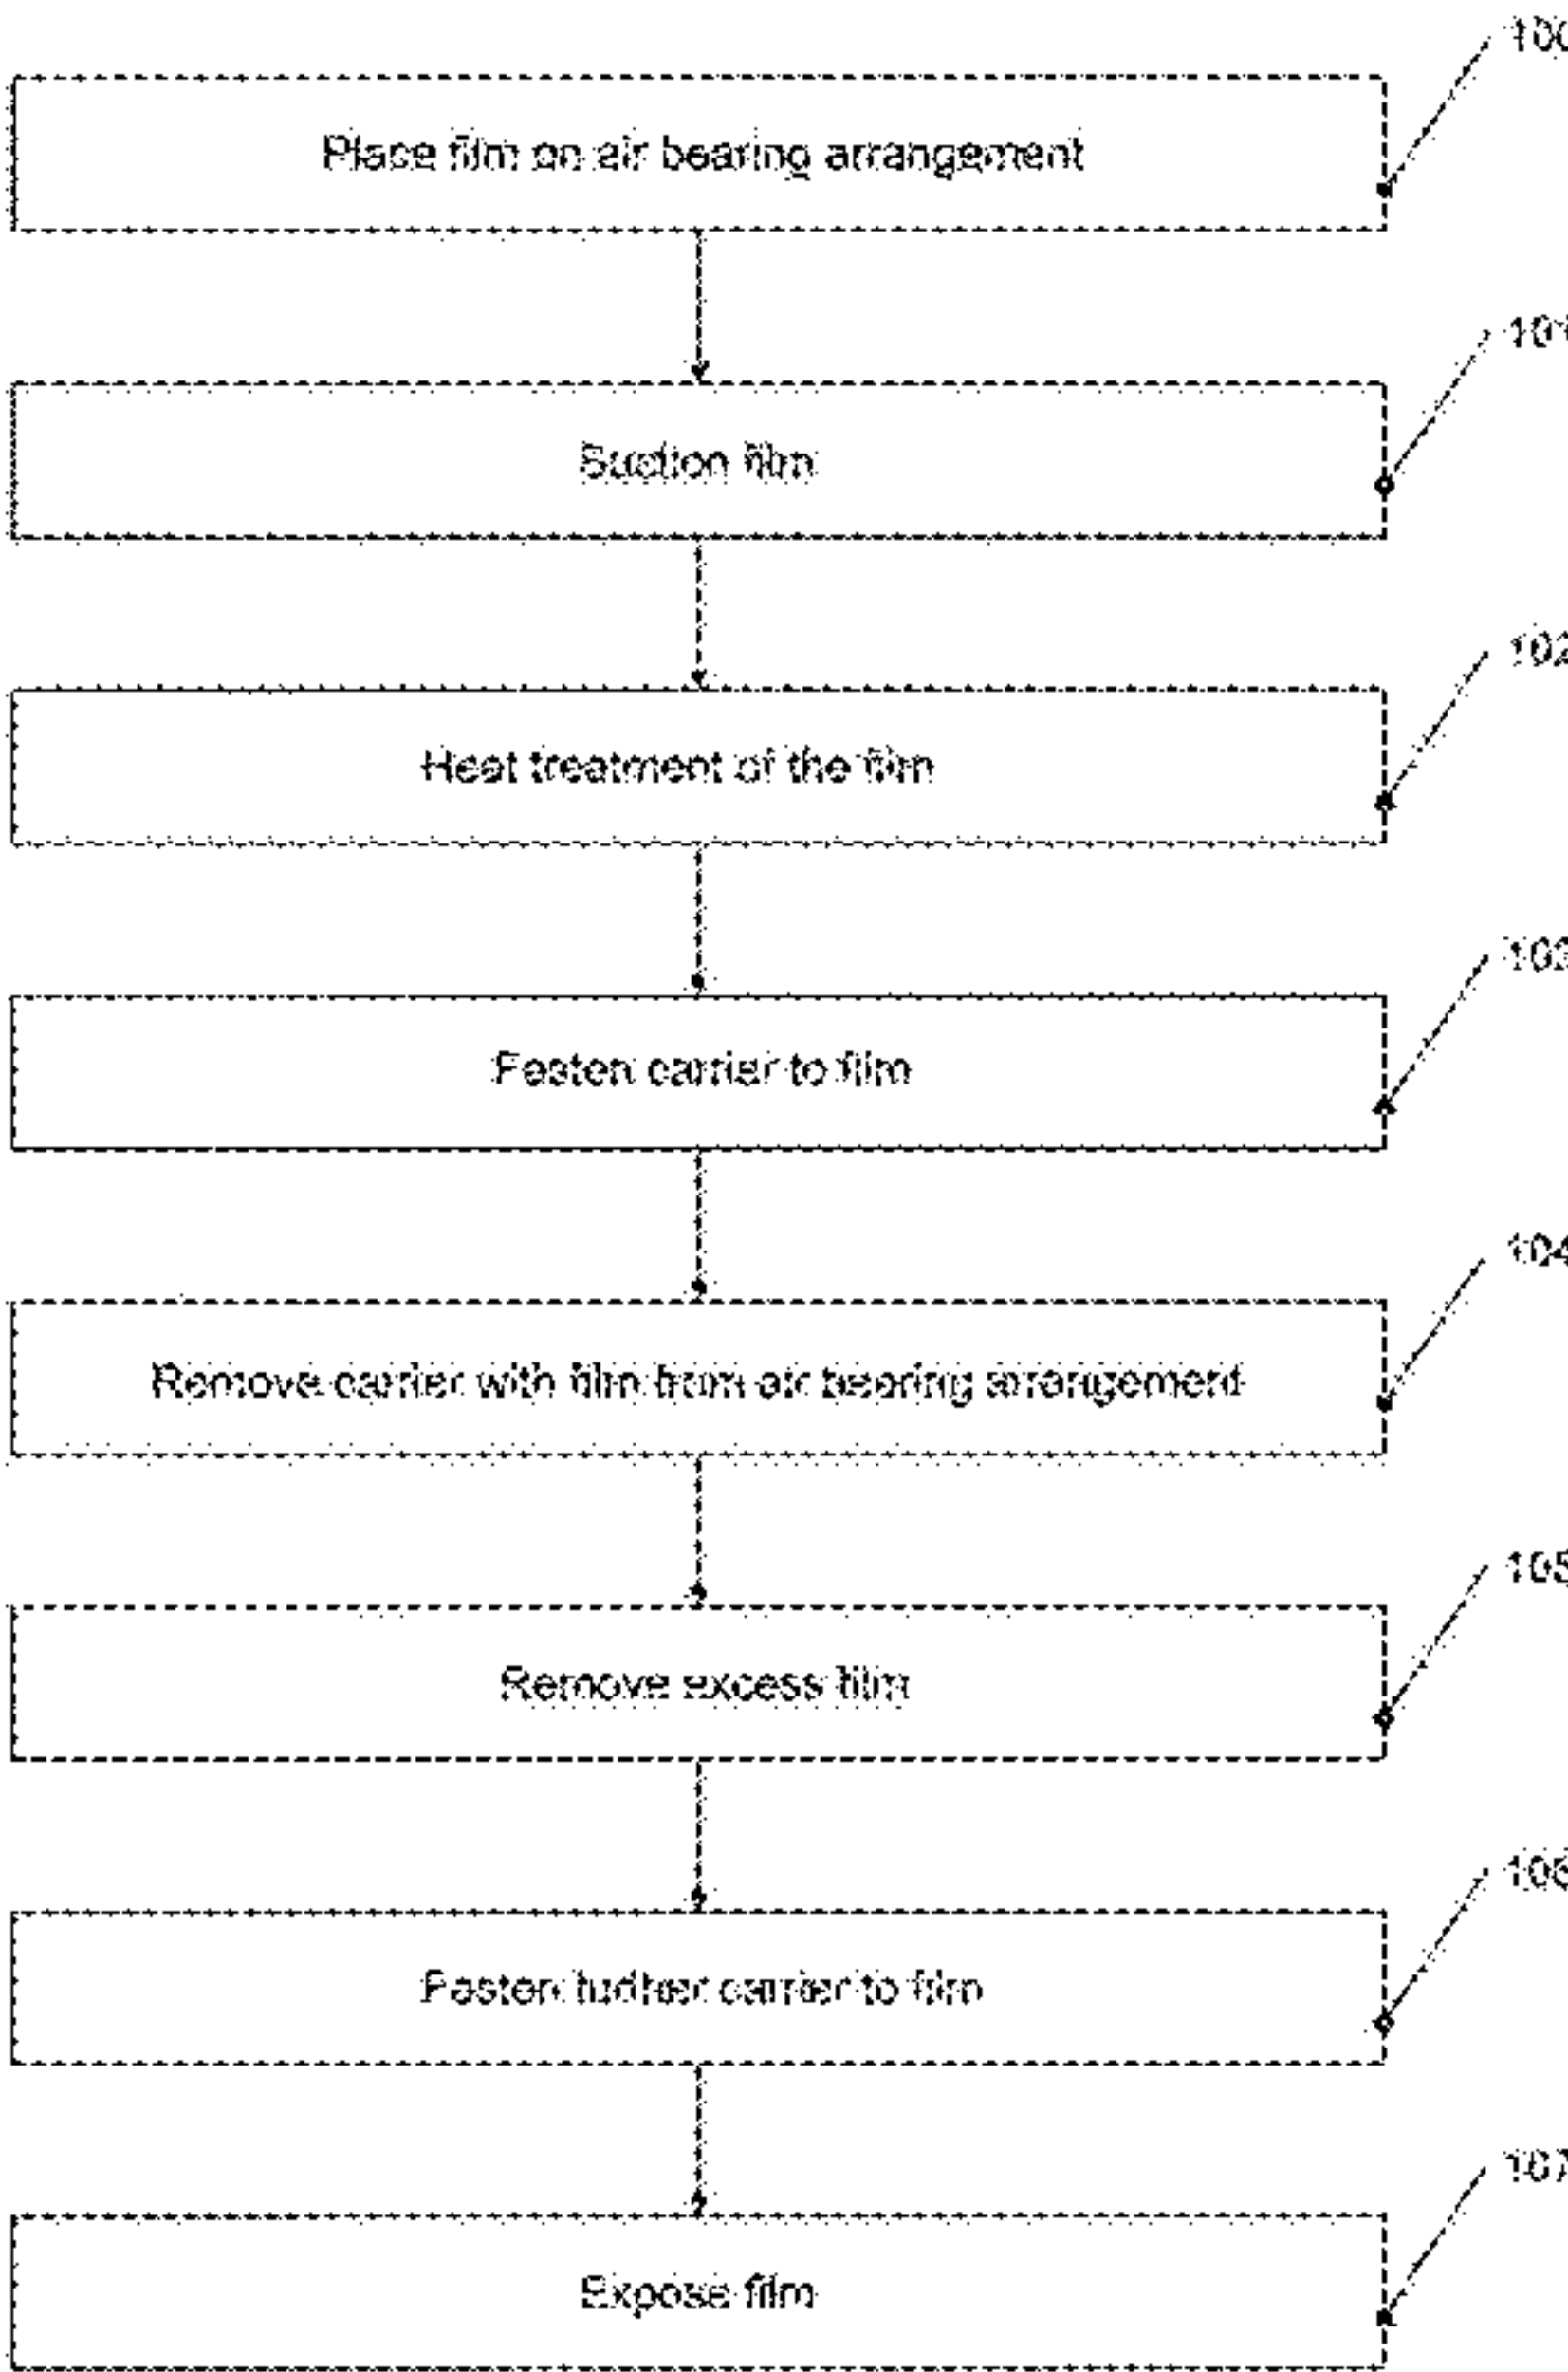 100
Place film on air bearing arrangement
101
Suction film
102
Heat treatment of the film
103
Fasten carrier to film
104
Remove carrier with film from air bearing arrangement
105
Remove excess film
106
Fasten further carrier to film
107
Expose film